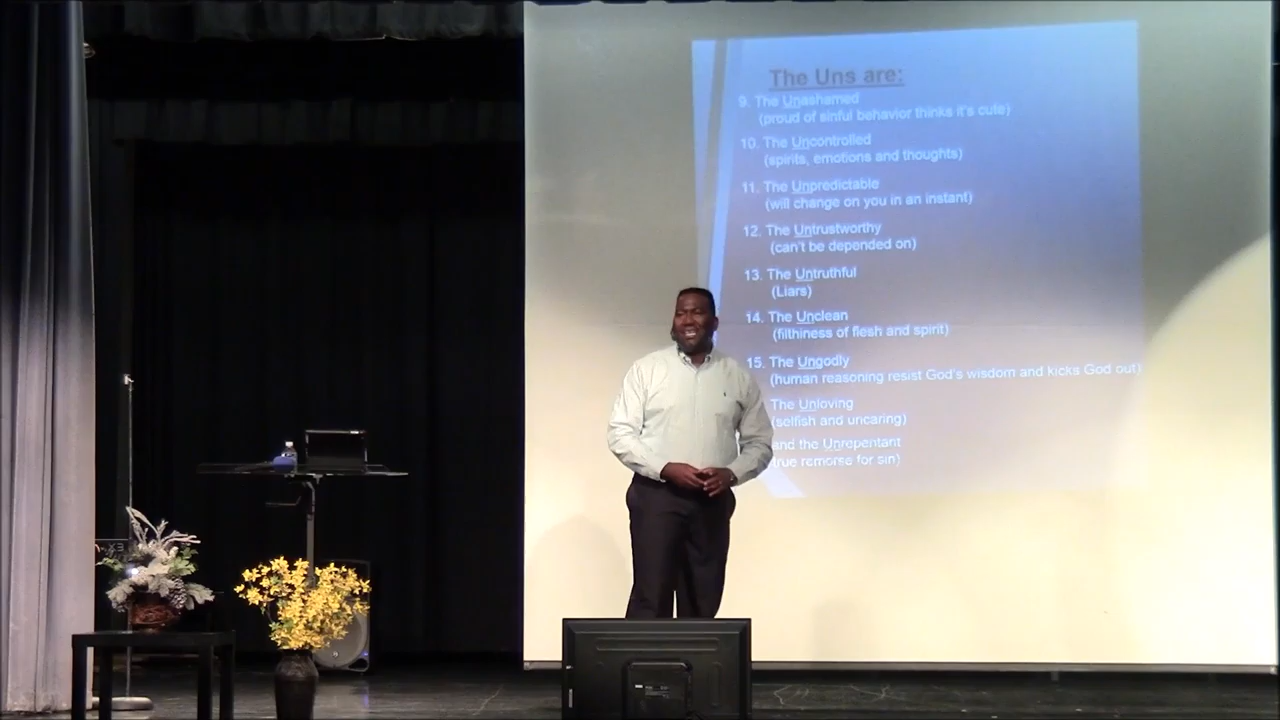 The Uns are:
9. The Unashamed
(proud of sinful behavior thinks it's cute)
10. The Uncontrolled
(spirits, emotions and thoughts)
11. The Unpredictable
(will change on you in an instant)
12. The Untrustworthy
(can't be depended on)
13. The Untruthful
(Liars)
14. The Unclean
(filthiness of flesh and spirit)
15. The Ungodly
(human reasoning resist God's wisdom and kicks God out)
The Unloving
(selfish and uncaring)
and the Unrepentant
true remorse for sin)